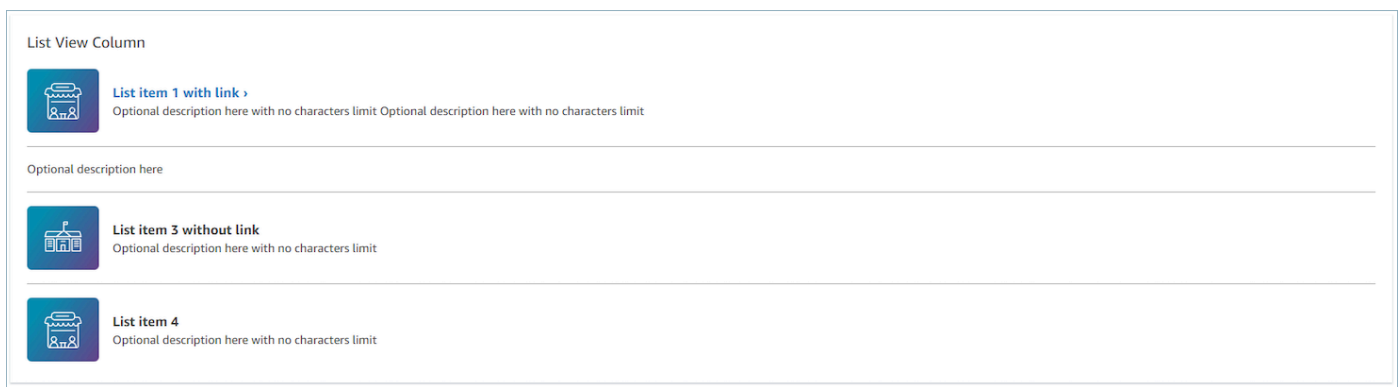 List View Column
List item 1 with link ›
Optional description here with no characters limit Optional description here with no characters limit
Optional description here
List item 3 without link
Optional description here with no characters limit
List item 4
Optional description here with no characters limit